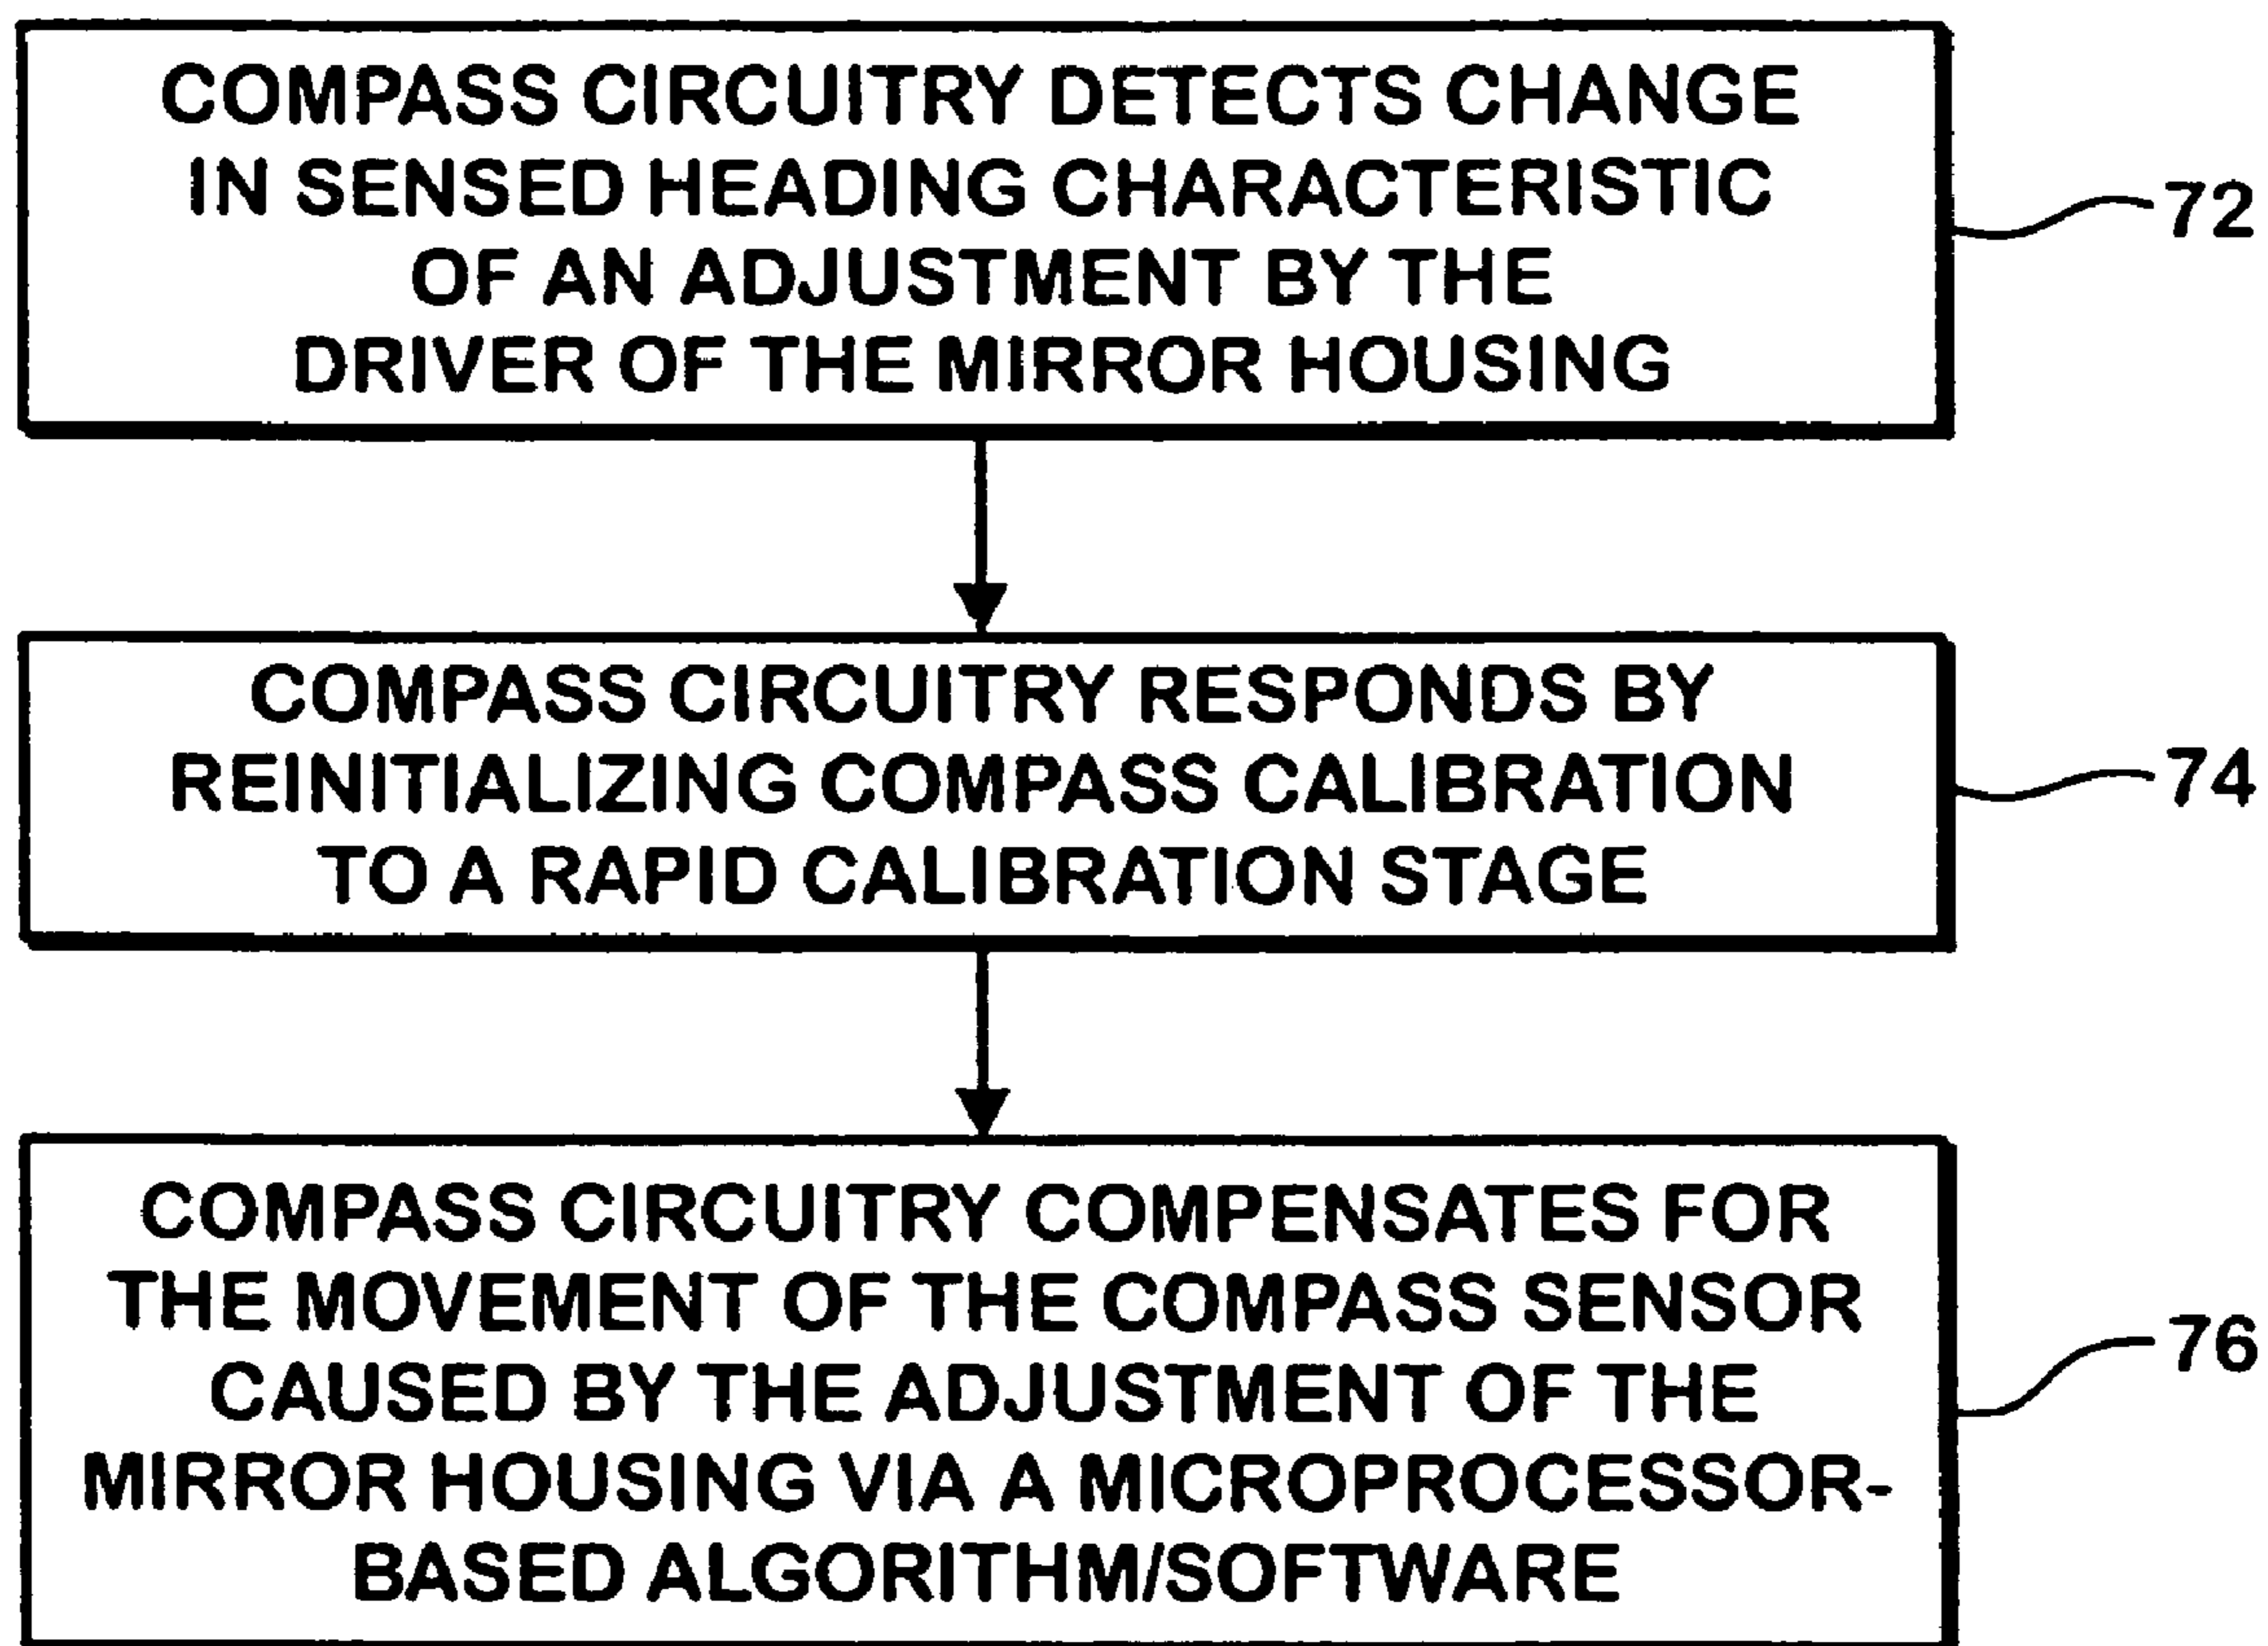 COMPASS CIRCUITRY DETECTS CHANGE
IN SENSED HEADING CHARACTERISTIC
OF AN ADJUSTMENT BY THE
DRIVER OF THE MIRROR HOUSING
72
COMPASS CIRCUITRY RESPONDS BY
REINITIALIZING COMPASS CALIBRATION
TO A RAPID CALIBRATION STAGE
74
COMPASS CIRCUITRY COMPENSATES FOR
THE MOVEMENT OF THE COMPASS SENSOR
CAUSED BY THE ADJUSTMENT OF THE
MIRROR HOUSING VIA A MICROPROCESSOR-
BASED ALGORITHM/SOFTWARE
76